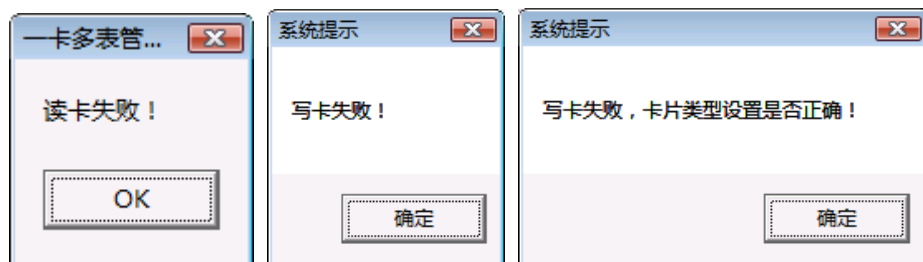 一卡多表管...
读卡失败！
OK
系统提示
写卡失败！
确定
系统提示
写卡失败，卡片类型设置是否正确！
确定